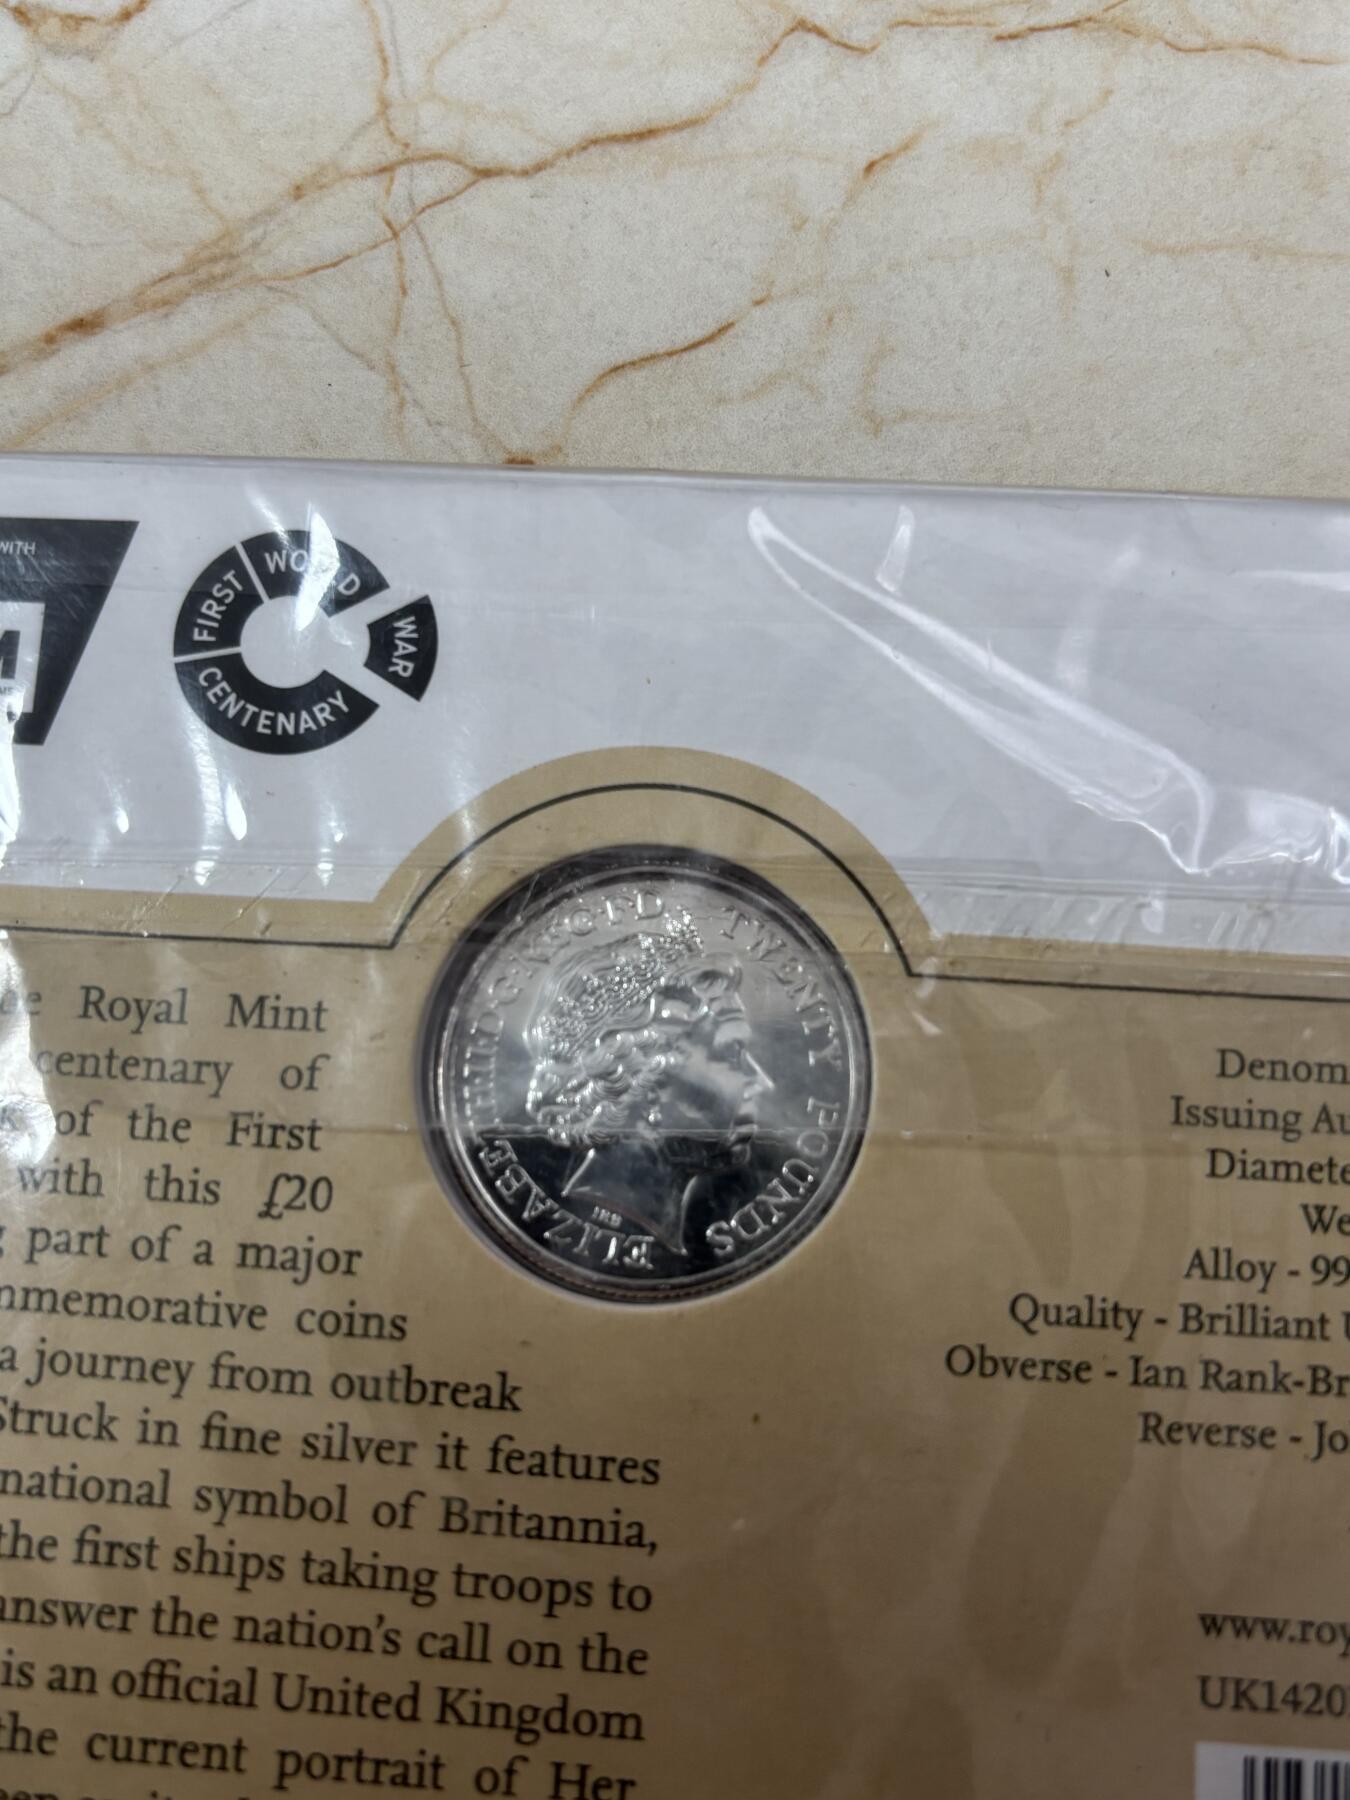 WITH
M
FIRST WORLD WAR CENTENARY
ELIZABETH II D·G·REG·FD · TWENTY POUNDS
IRB
Royal Mint
centenary of
of the First
with this £20
part of a major
mmemorative coins
a journey from outbreak
Struck in fine silver it features
national symbol of Britannia,
the first ships taking troops to
answer the nation's call on the
is an official United Kingdom
the current portrait of Her
Denom
Issuing Au
Diamete
We
Alloy - 99
Quality - Brilliant U
Obverse - Ian Rank-Br
Reverse - Jo
www.roy
UK1420